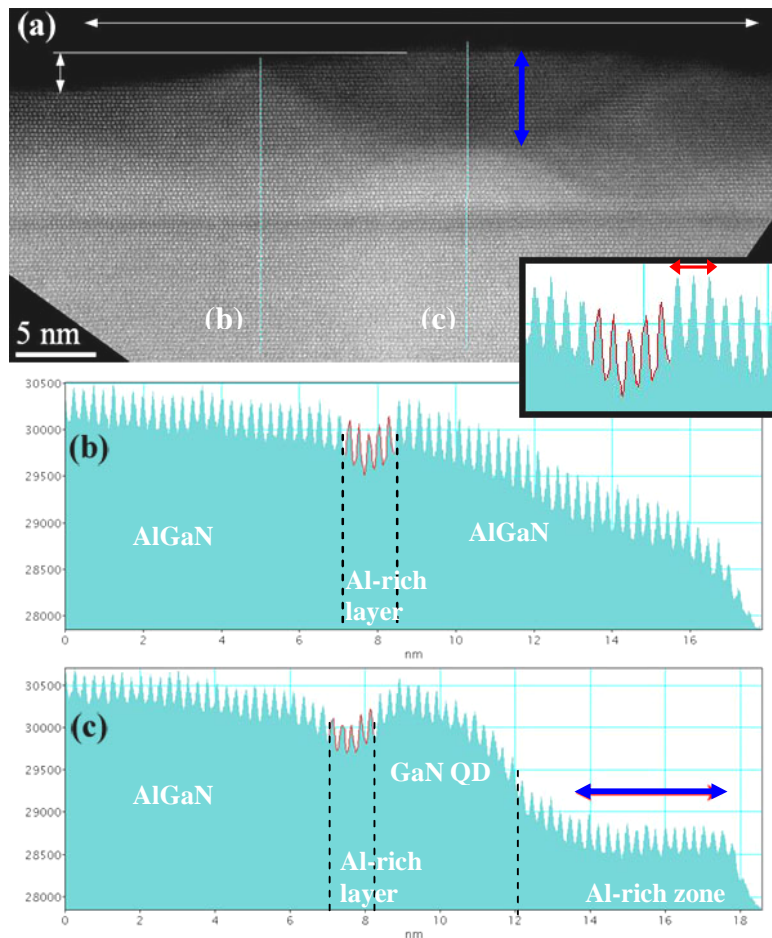 (a)
(b)
(c)
5 nm
30500
30000
29500
29000
28500
28000
(b)
AlGaN
Al-rich
layer
AlGaN
0 2 4 6 8 10 12 14 16
nm
30500
30000
29500
29000
28500
28000
(c)
AlGaN
Al-rich
layer
GaN QD
Al-rich zone
0 2 4 6 8 10 12 14 16 18
nm